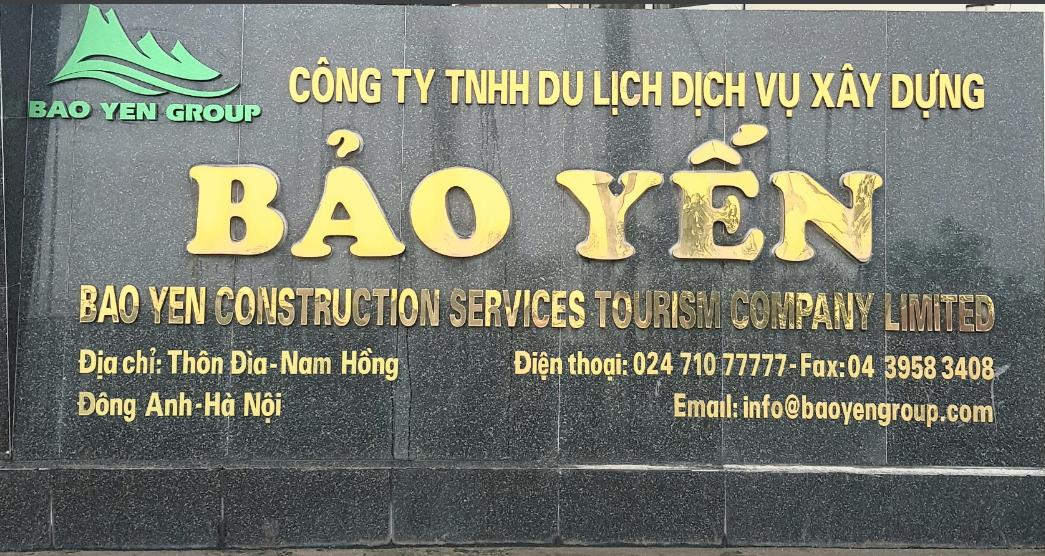 BAO YEN GROUP
CÔNG TY TNHH DU LỊCH DỊCH VỤ XÂY DỰNG
BẢO YẾN
BAO YEN CONSTRUCTION SERVICES TOURISM COMPANY LIMITED
Địa chỉ: Thôn Đìa-Nam Hồng
Đông Anh-Hà Nội
Điện thoại: 024 710 77777-Fax: 04 3958 3408
Email: info@baoyengroup.com